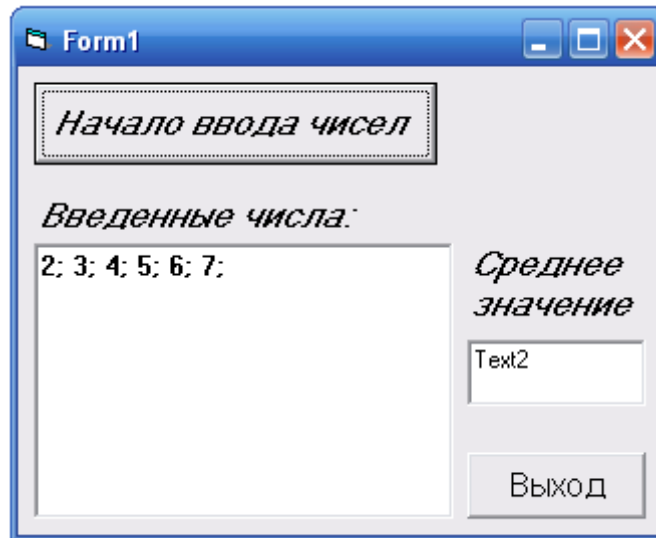 Form1
Начало ввода чисел
Введенные числа:
2; 3; 4; 5; 6; 7;
Среднее
значение
Text2
Выход